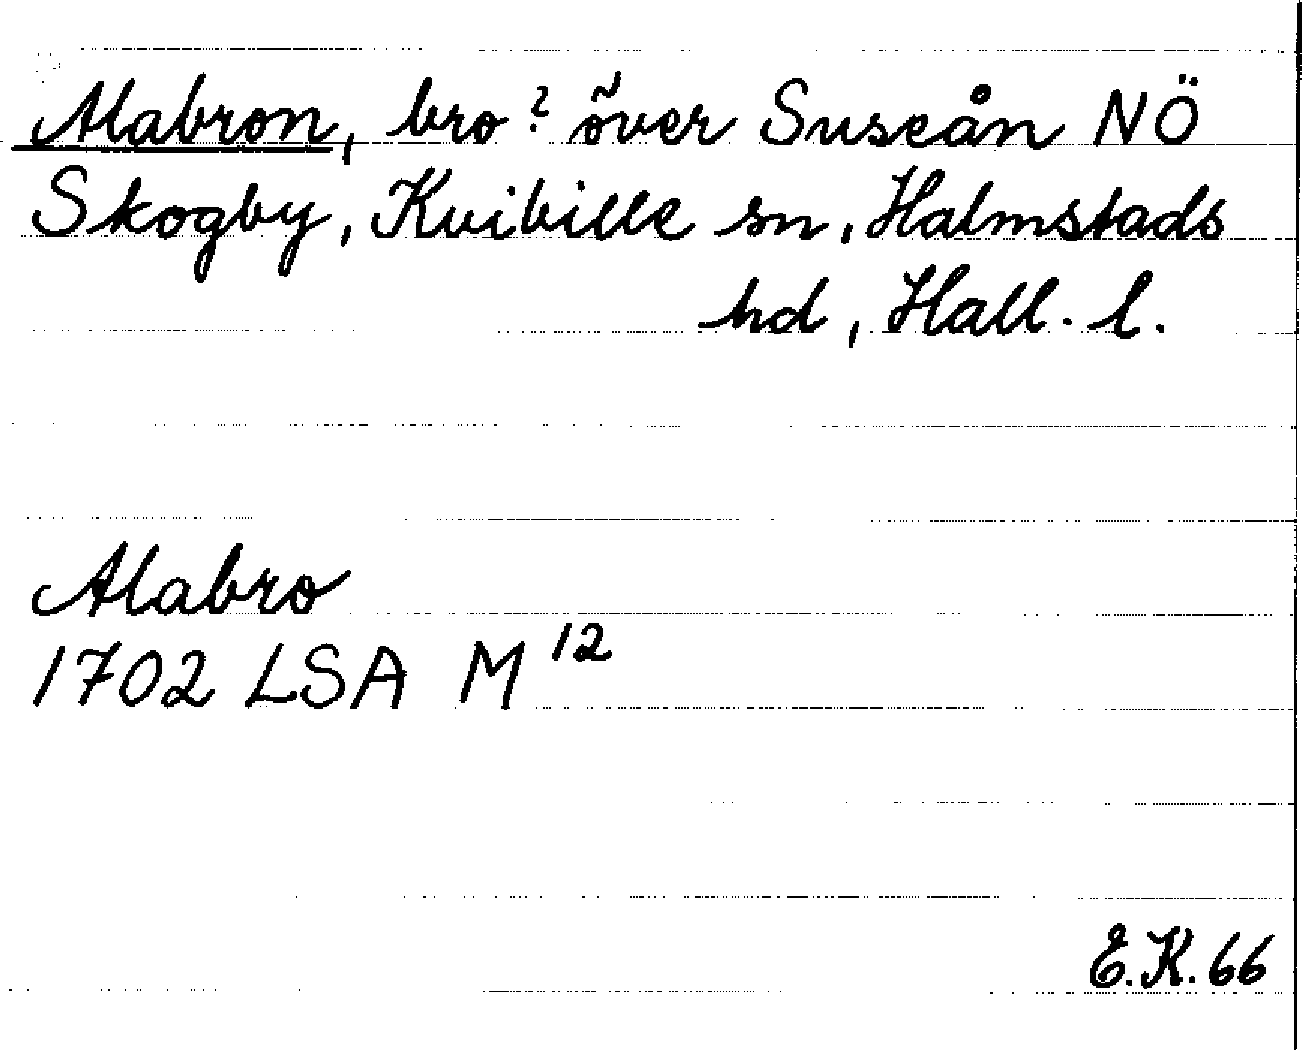 Alabron, bro? över Suseån NÖ
Skogby, Kvibille sn, Halmstads
hd, Hall. l.
Alabro
1702 LSA M 12
E.K. 66